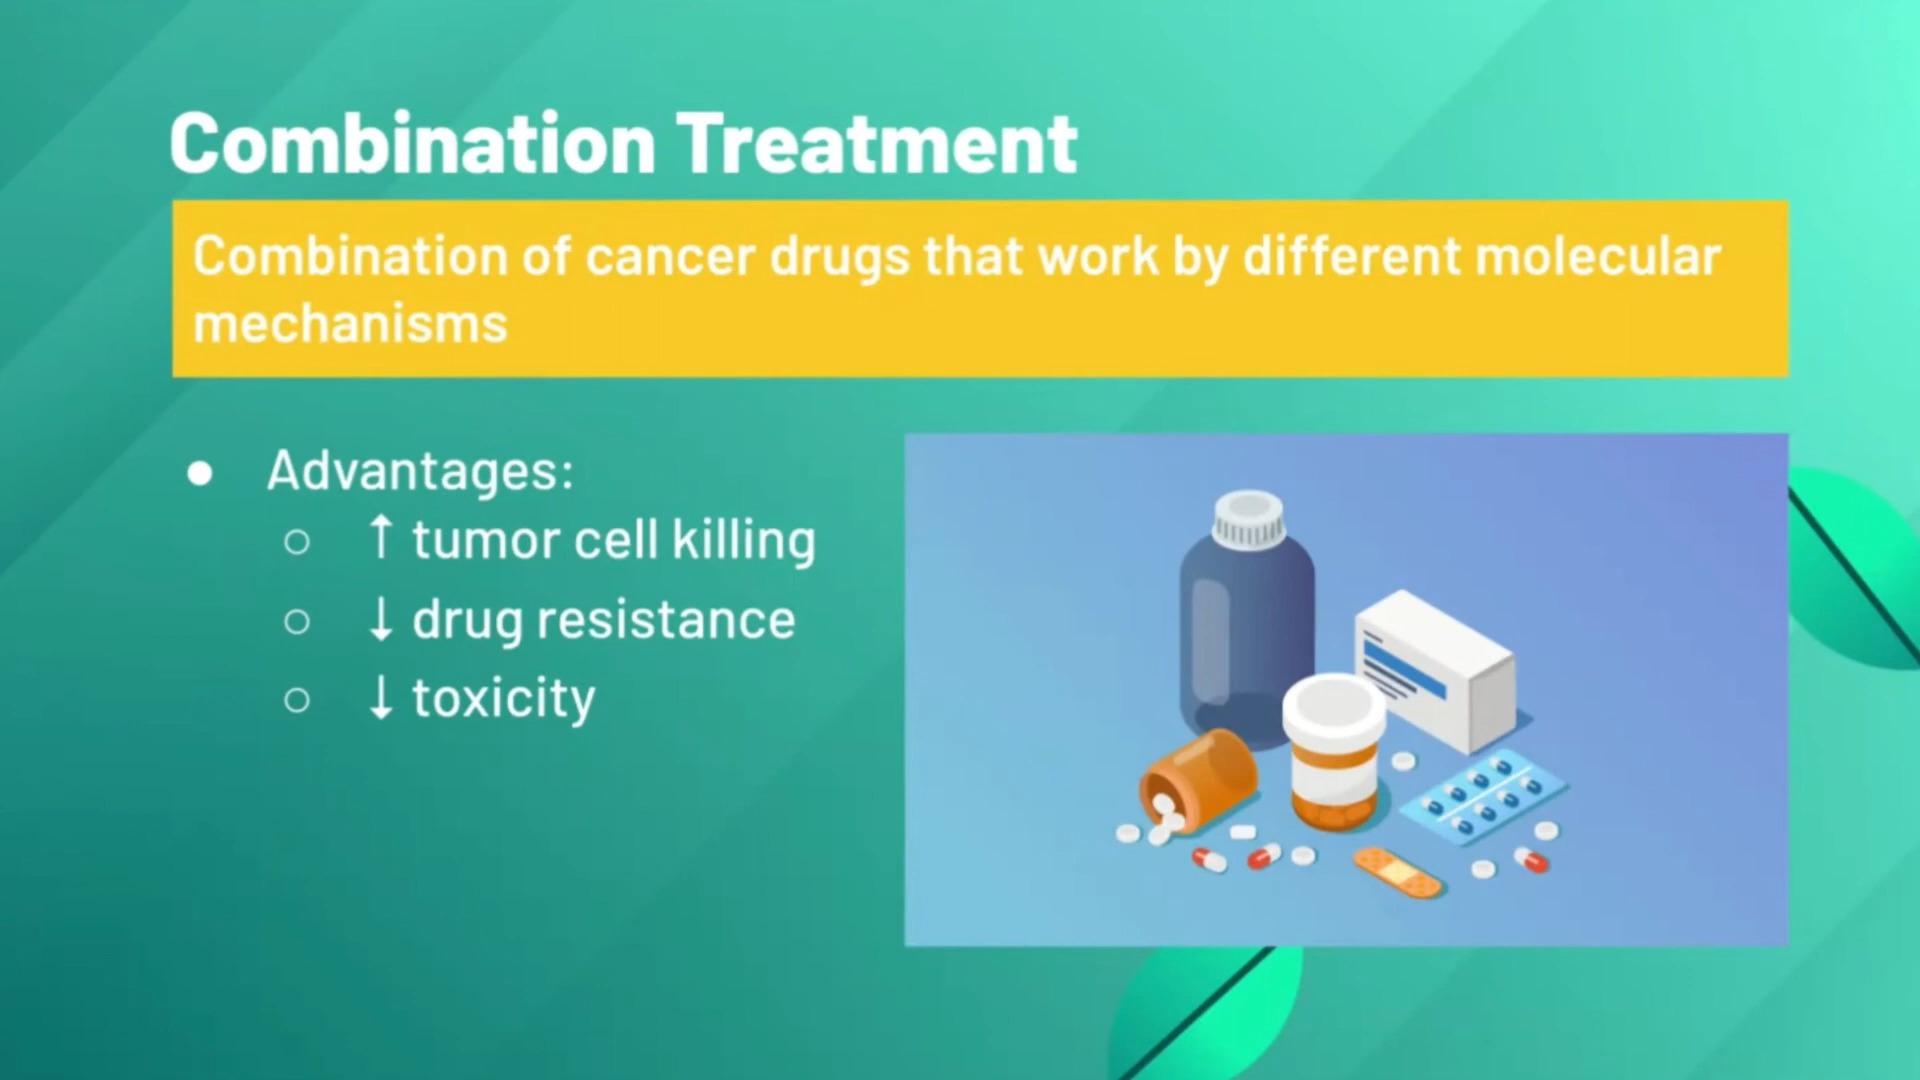 Combination Treatment
Combination of cancer drugs that work by different molecular
mechanisms
● Advantages:
○ ↑ tumor cell killing
○ ↓ drug resistance
○ ↓ toxicity